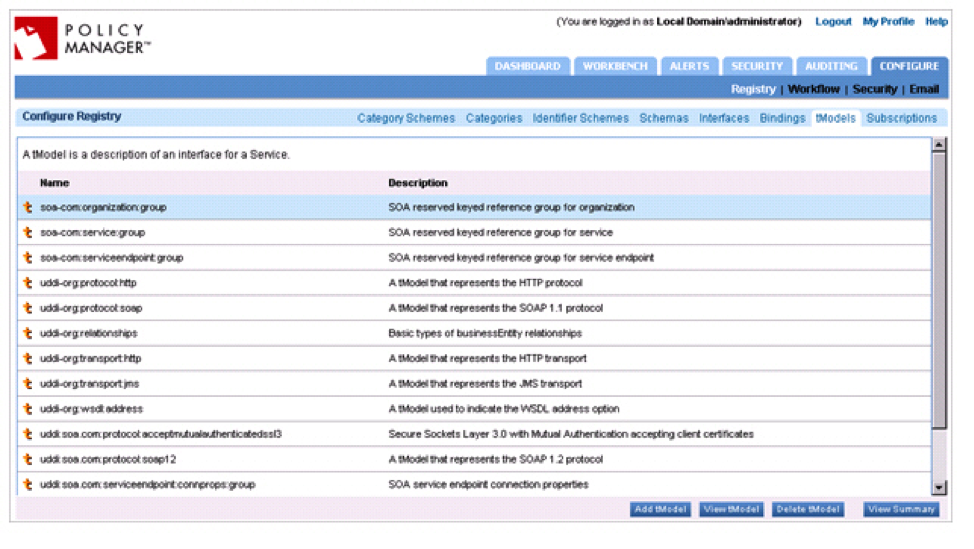 (You are logged in as Local Domain\administrator) Logout My Profile Help
POLICY
MANAGER™
DASHBOARD WORKBENCH ALERTS SECURITY AUDITING CONFIGURE
Registry | Workflow | Security | Email
Configure Registry Category Schemes Categories Identifier Schemes Schemas Interfaces Bindings tModels Subscriptions
A tModel is a description of an interface for a Service.
Name Description
soa-com:organization:group SOA reserved keyed reference group for organization
soa-com:service:group SOA reserved keyed reference group for service
soa-com:serviceendpoint:group SOA reserved keyed reference group for service endpoint
uddi-org:protocol:http A tModel that represents the HTTP protocol
uddi-org:protocol:soap A tModel that represents the SOAP 1.1 protocol
uddi-org:relationships Basic types of businessEntity relationships
uddi-org:transport:http A tModel that represents the HTTP transport
uddi-org:transport:jms A tModel that represents the JMS transport
uddi-org:wsdl:address A tModel used to indicate the WSDL address option
uddi:soa.com:protocol:acceptmutualauthenticatedssl3 Secure Sockets Layer 3.0 with Mutual Authentication accepting client certificates
uddi:soa.com:protocol:soap12 A tModel that represents the SOAP 1.2 protocol
uddi:soa.com:serviceendpoint:connprops:group SOA service endpoint connection properties
Add tModel View tModel Delete tModel View Summary